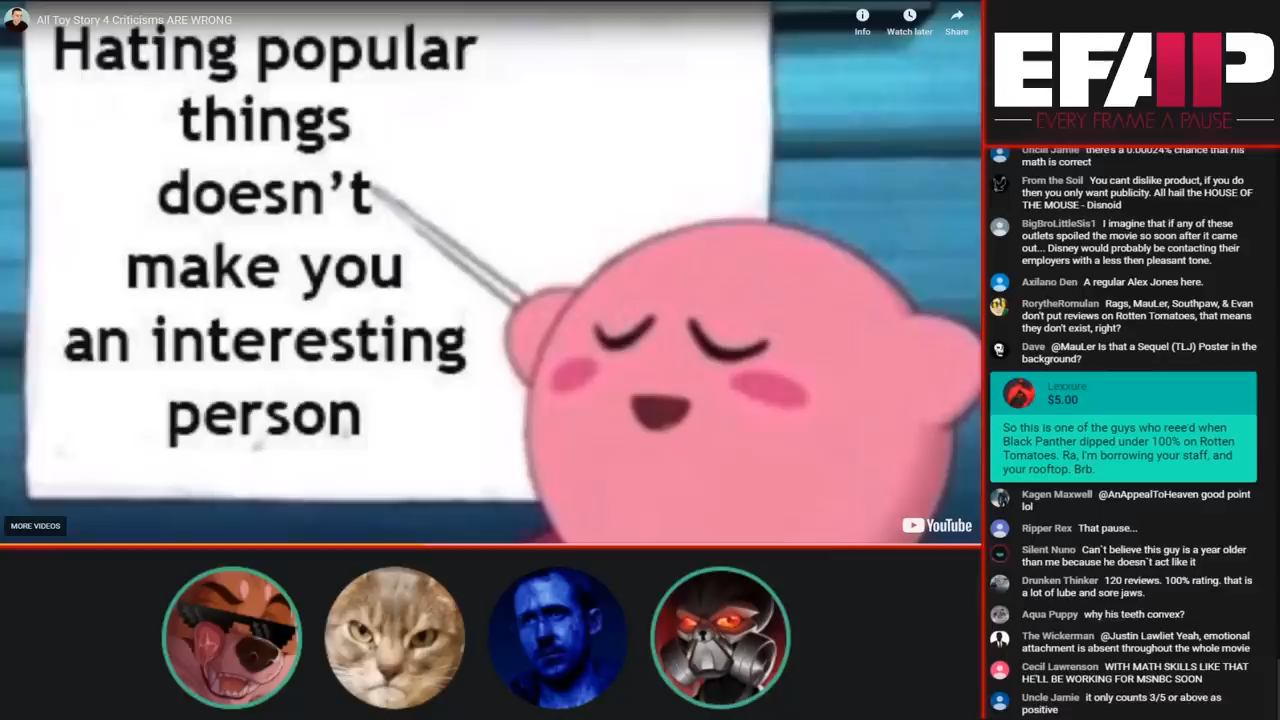 All Toy Story 4 Criticisms ARE WRONG
Info
Watch later
Share
Hating popular
things
doesn't
make you
an interesting
person
MORE VIDEOS
YouTube
EFAP
EVERY FRAME A PAUSE
Uncle Jamie there's a 0.00024% chance that his
math is correct
From the Soil You cant dislike product, if you do
then you only want publicity. All hail the HOUSE OF
THE MOUSE - Disnoid
BigBroLittleSis1 I imagine that if any of these
outlets spoiled the movie so soon after it came
out... Disney would probably be contacting their
employers with a less then pleasant tone.
Axilano Den A regular Alex Jones here.
RorytheRomulan Rags, MauLer, Southpaw, & Evan
don't put reviews on Rotten Tomatoes, that means
they don't exist, right?
Dave @MauLer Is that a Sequel (TLJ) Poster in the
background?
Lexxure
$5.00
So this is one of the guys who reee'd when
Black Panther dipped under 100% on Rotten
Tomatoes. Ra, I'm borrowing your staff, and
your rooftop. Brb.
Kagen Maxwell @AnAppealToHeaven good point
lol
Ripper Rex That pause...
Silent Nuno Can`t believe this guy is a year older
than me because he doesn`t act like it
Drunken Thinker 120 reviews. 100% rating. that is
a lot of lube and sore jaws.
Aqua Puppy why his teeth convex?
The Wickerman @Justin Lawliet Yeah, emotional
attachment is absent throughout the whole movie
Cecil Lawrenson WITH MATH SKILLS LIKE THAT
HE'LL BE WORKING FOR MSNBC SOON
Uncle Jamie it only counts 3/5 or above as
positive